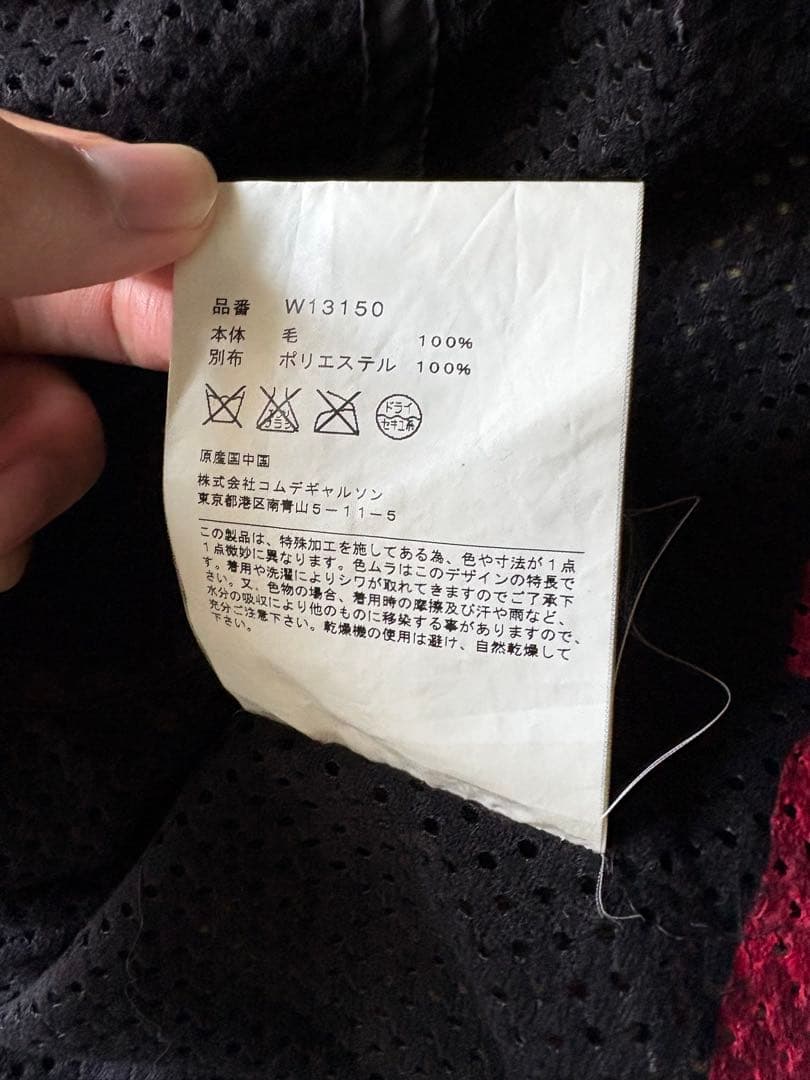 品番 W13150
本体 毛 100%
別布 ポリエステル 100%
エンソ サラシ
ドライ
セキユ系
原産国中国
株式会社コムデギャルソン
東京都港区南青山5-11-5
この製品は、特殊加工を施してある為、色や寸法が1点
1点微妙に異なります。色ムラはこのデザインの特長で
す。着用や洗濯によりシワが取れてきますのでご了承下
さい。又、色物の場合、着用時の摩擦及び汗や雨など、
水分の吸収により他のものに移染する事がありますので、
充分ご注意下さい。乾燥機の使用は避け、自然乾燥して
下さい。